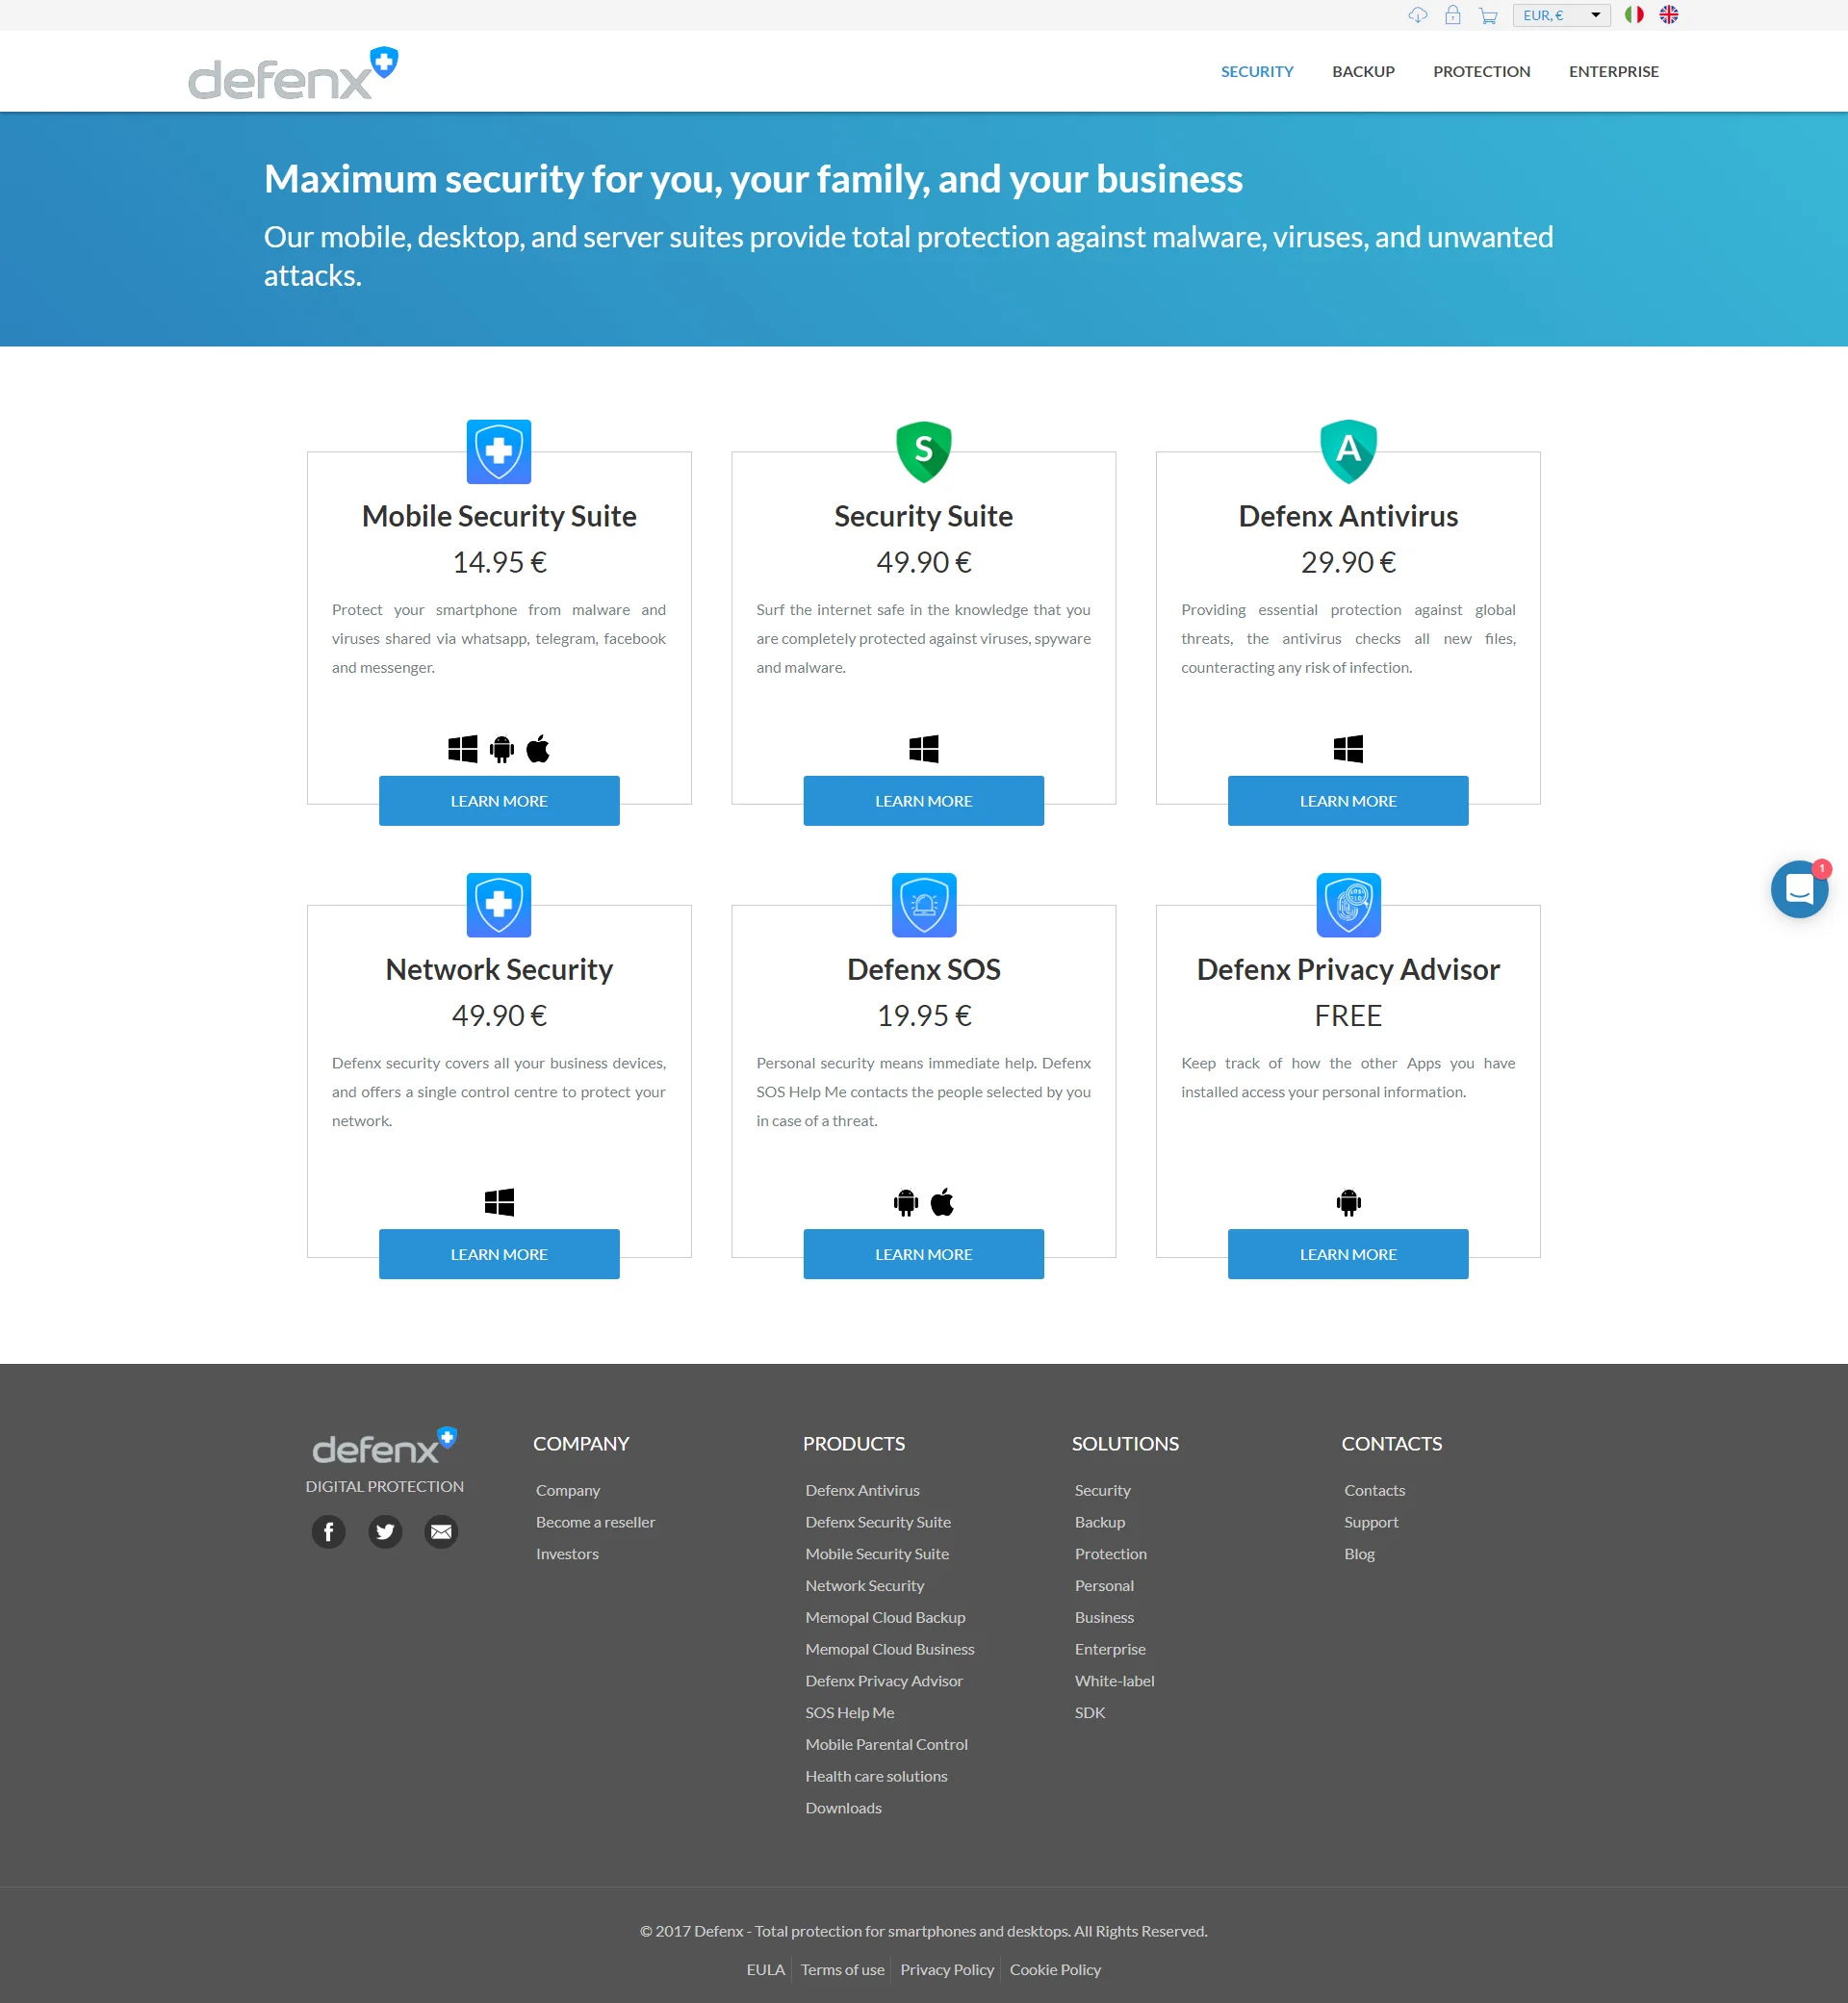 EUR, €
defenx
SECURITY BACKUP PROTECTION ENTERPRISE
Maximum security for you, your family, and your business
Our mobile, desktop, and server suites provide total protection against malware, viruses, and unwanted
attacks.
Mobile Security Suite
14.95 €
Protect your smartphone from malware and
viruses shared via whatsapp, telegram, facebook
and messenger.
LEARN MORE
S
Security Suite
49.90 €
Surf the internet safe in the knowledge that you
are completely protected against viruses, spyware
and malware.
LEARN MORE
A
Defenx Antivirus
29.90 €
Providing essential protection against global
threats, the antivirus checks all new files,
counteracting any risk of infection.
LEARN MORE
1
Network Security
49.90 €
Defenx security covers all your business devices,
and offers a single control centre to protect your
network.
LEARN MORE
Defenx SOS
19.95 €
Personal security means immediate help. Defenx
SOS Help Me contacts the people selected by you
in case of a threat.
LEARN MORE
Defenx Privacy Advisor
FREE
Keep track of how the other Apps you have
installed access your personal information.
LEARN MORE
defenx
DIGITAL PROTECTION
COMPANY
Company
Become a reseller
Investors
PRODUCTS
Defenx Antivirus
Defenx Security Suite
Mobile Security Suite
Network Security
Memopal Cloud Backup
Memopal Cloud Business
Defenx Privacy Advisor
SOS Help Me
Mobile Parental Control
Health care solutions
Downloads
SOLUTIONS
Security
Backup
Protection
Personal
Business
Enterprise
White-label
SDK
CONTACTS
Contacts
Support
Blog
© 2017 Defenx - Total protection for smartphones and desktops. All Rights Reserved.
EULA Terms of use Privacy Policy Cookie Policy